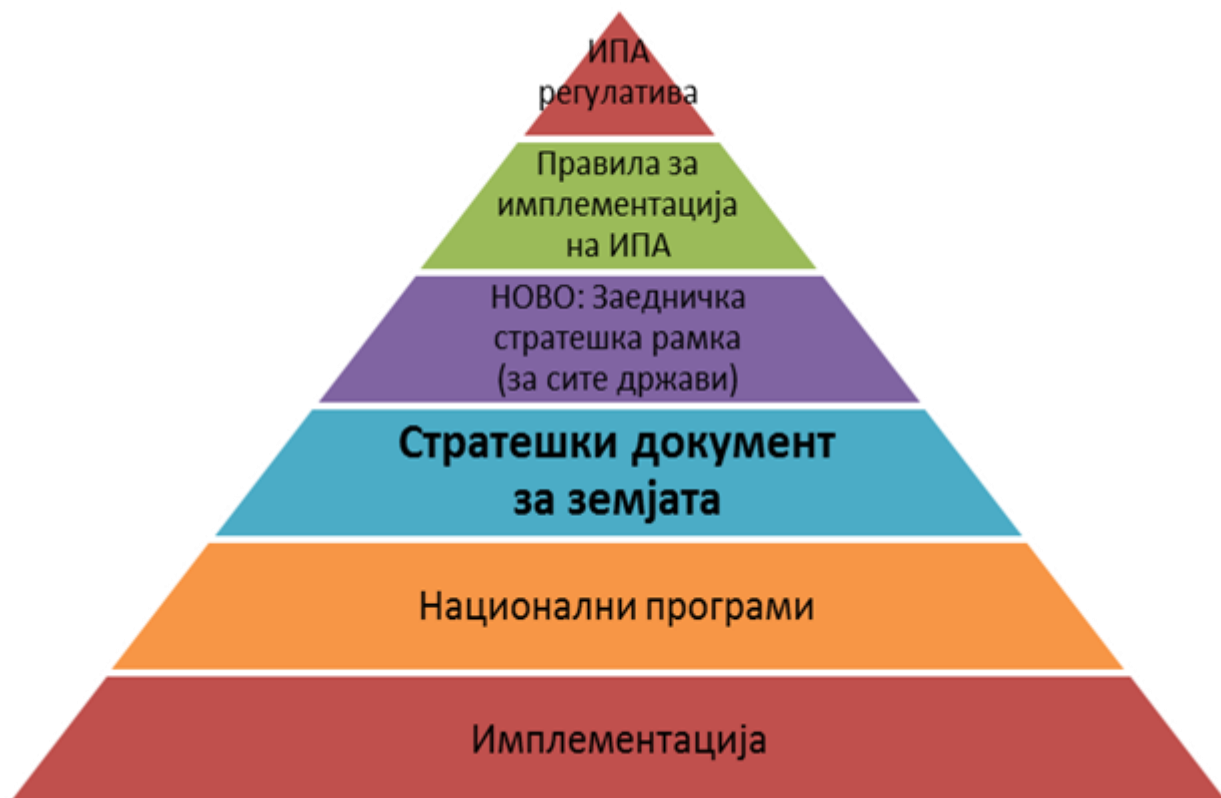 ИПА
регулатива
Правила за
имплементација
на ИПА
НОВО: Заедничка
стратешка рамка
(за сите држави)
Стратешки документ
за земјата
Национални програми
Имплементација